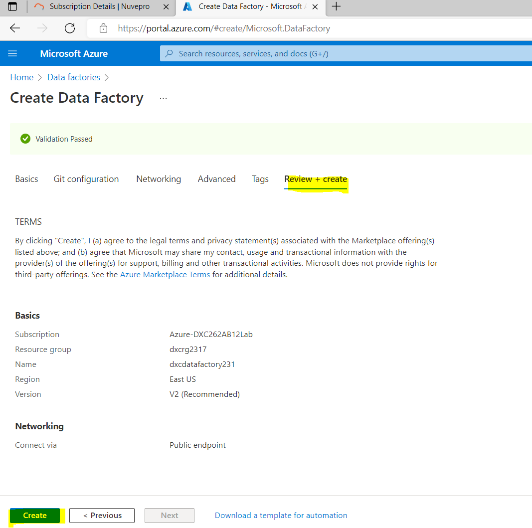 Subscription Details | Nuvepro
Create Data Factory - Microsoft A
https://portal.azure.com/#create/Microsoft.DataFactory
Microsoft Azure
Search resources, services, and docs (G+/)
Home > Data factories >
Create Data Factory ...
Validation Passed
Basics Git configuration Networking Advanced Tags Review + create
TERMS
By clicking "Create", I (a) agree to the legal terms and privacy statement(s) associated with the Marketplace offering(s)
listed above; and (b) agree that Microsoft may share my contact, usage and transactional information with the
provider(s) of the offering(s) for support, billing and other transactional activities. Microsoft does not provide rights for
third-party offerings. See the Azure Marketplace Terms for additional details.
Basics
Subscription Azure-DXC262AB12Lab
Resource group dxcrg2317
Name dxcdatafactory231
Region East US
Version V2 (Recommended)
Networking
Connect via Public endpoint
Create < Previous Next Download a template for automation